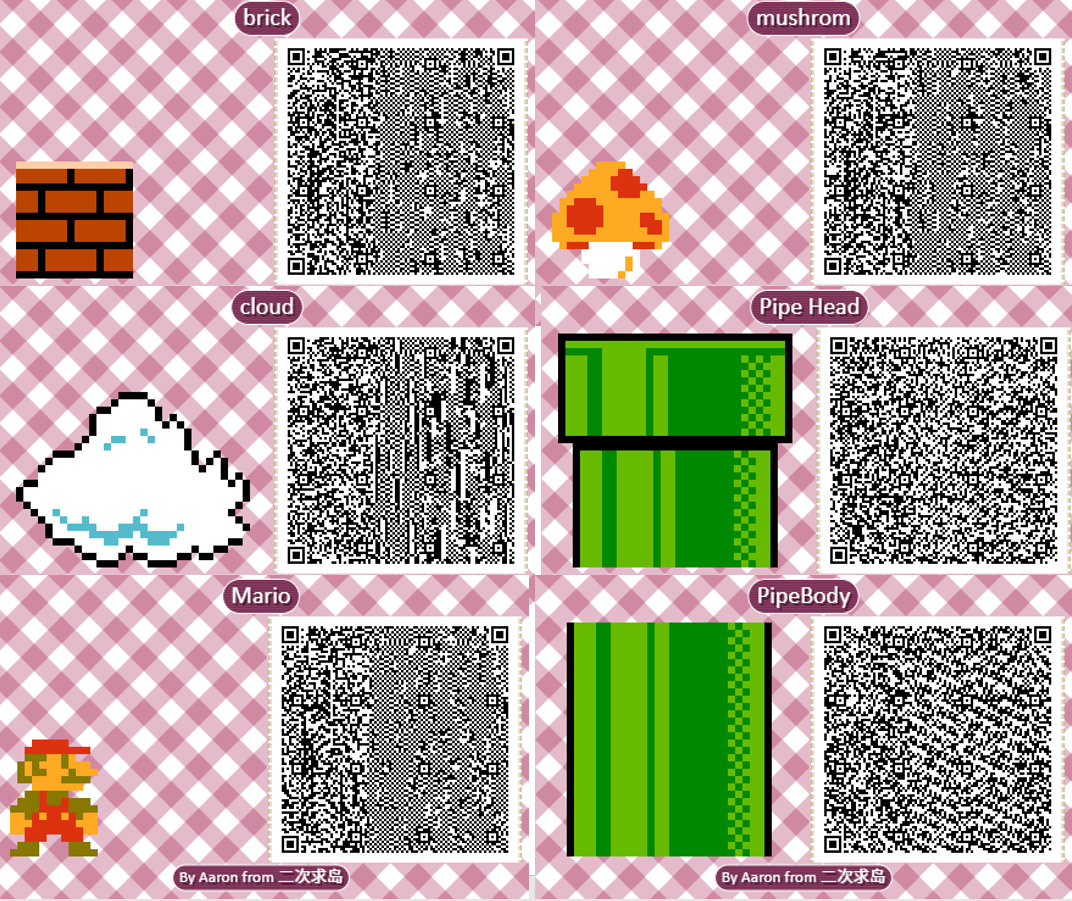 brick
mushrom
cloud
Pipe Head
Mario
PipeBody
By Aaron from 二次求岛
By Aaron from 二次求岛